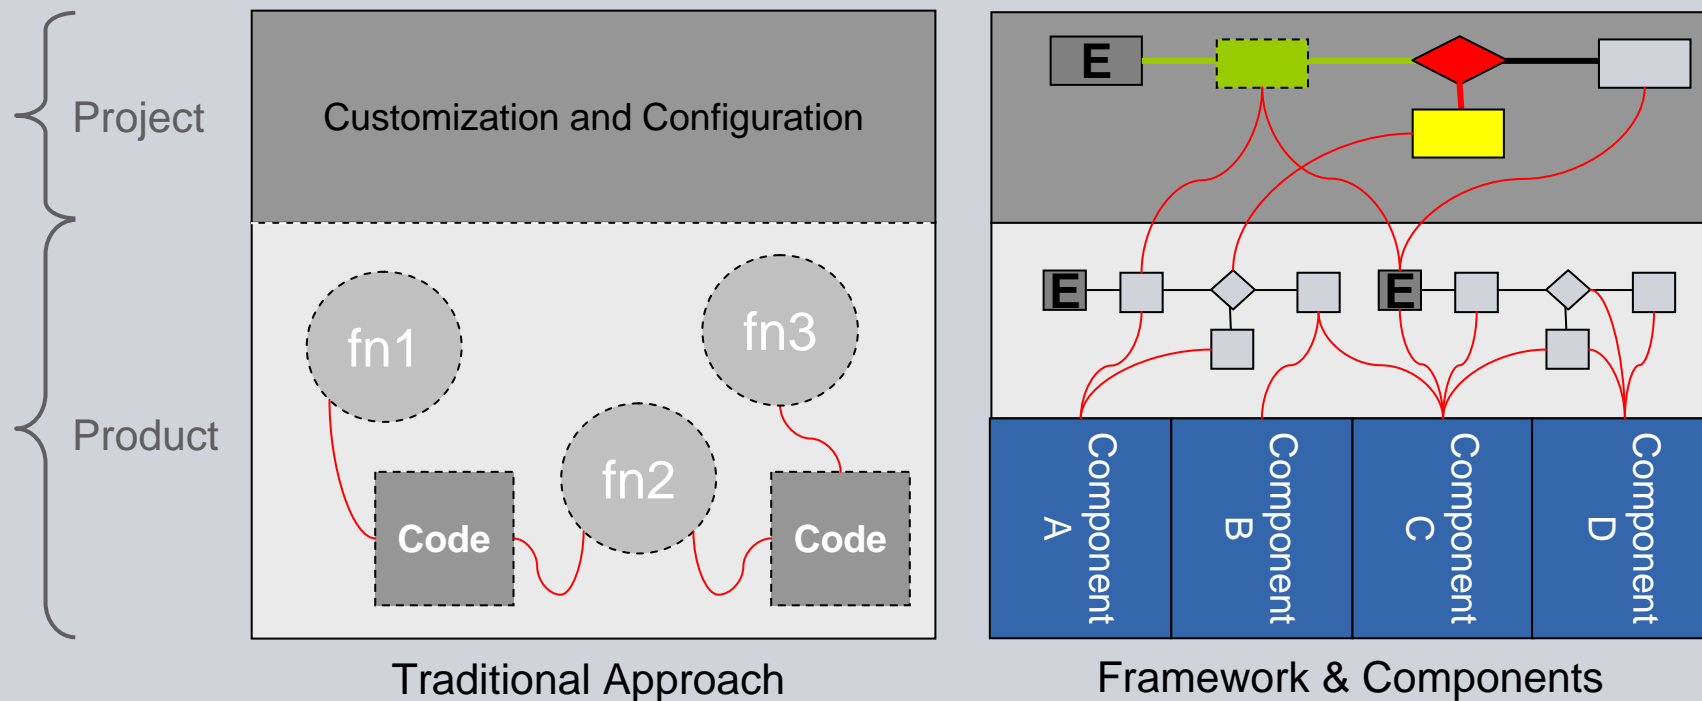 Project
Product
Customization and Configuration
fn1
fn2
fn3
Code
Code
Traditional Approach
E
E
E
Component
A
Component
B
Component
C
Component
D
Framework & Components